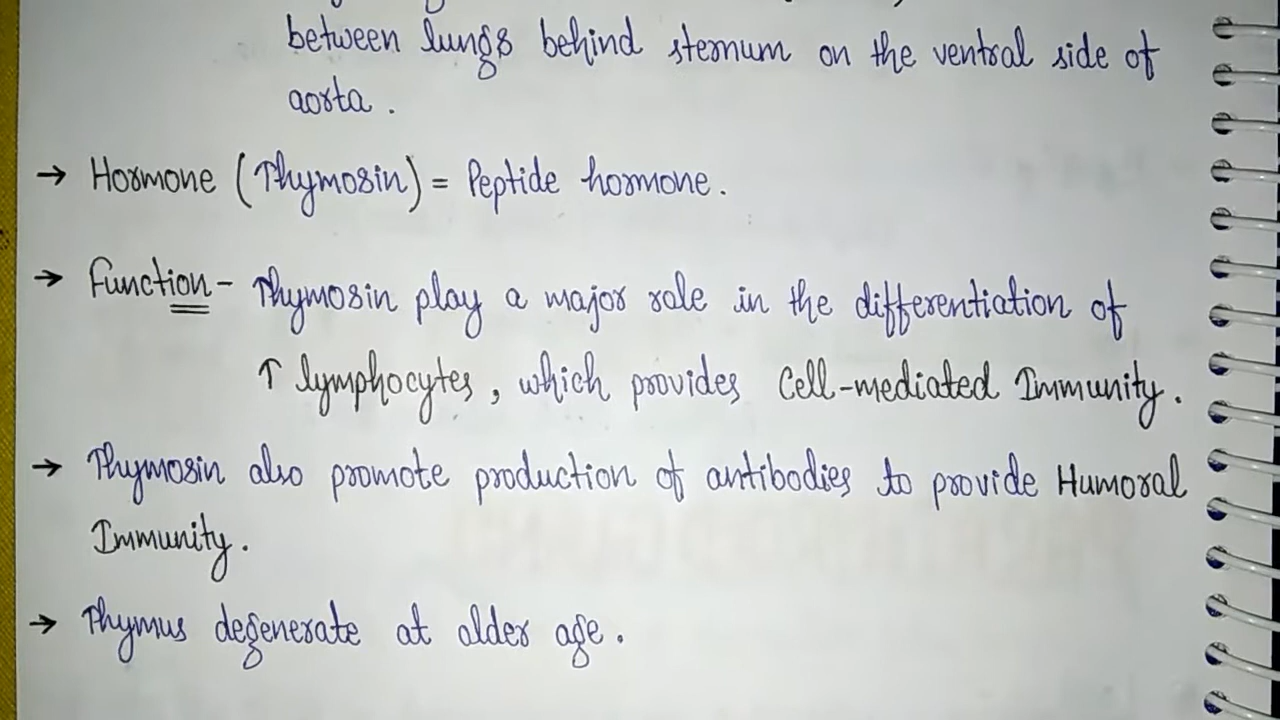 between lungs behind sternum on the ventral side of
aorta.
→ Hormone (Thymosin) = Peptide hormone.
→ Function - Thymosin play a major role in the differentiation of
T lymphocytes, which provides Cell-mediated Immunity.
→ Thymosin also promote production of antibodies to provide Humoral
Immunity.
→ Thymus degenerate at older age.